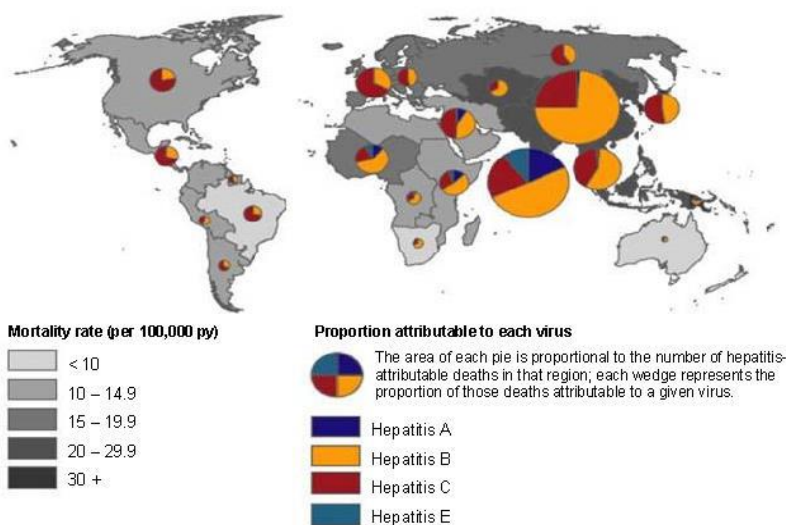 Mortality rate (per 100,000 py)
< 10
10 – 14.9
15 – 19.9
20 – 29.9
30 +
Proportion attributable to each virus
The area of each pie is proportional to the number of hepatitis-
attributable deaths in that region; each wedge represents the
proportion of those deaths attributable to a given virus.
Hepatitis A
Hepatitis B
Hepatitis C
Hepatitis E